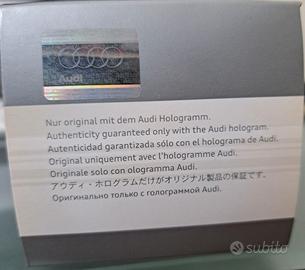 Audi
Nur original mit dem Audi Hologramm.
Authenticity guaranteed only with the Audi hologram.
Autenticidad garantizada sólo con el holograma de Audi.
Original uniquement avec l'hologramme Audi.
Originale solo con ologramma Audi.
アウディ・ホログラムだけがオリジナル製品の保証です。
Оригинально только с голограммой Audi.
subito